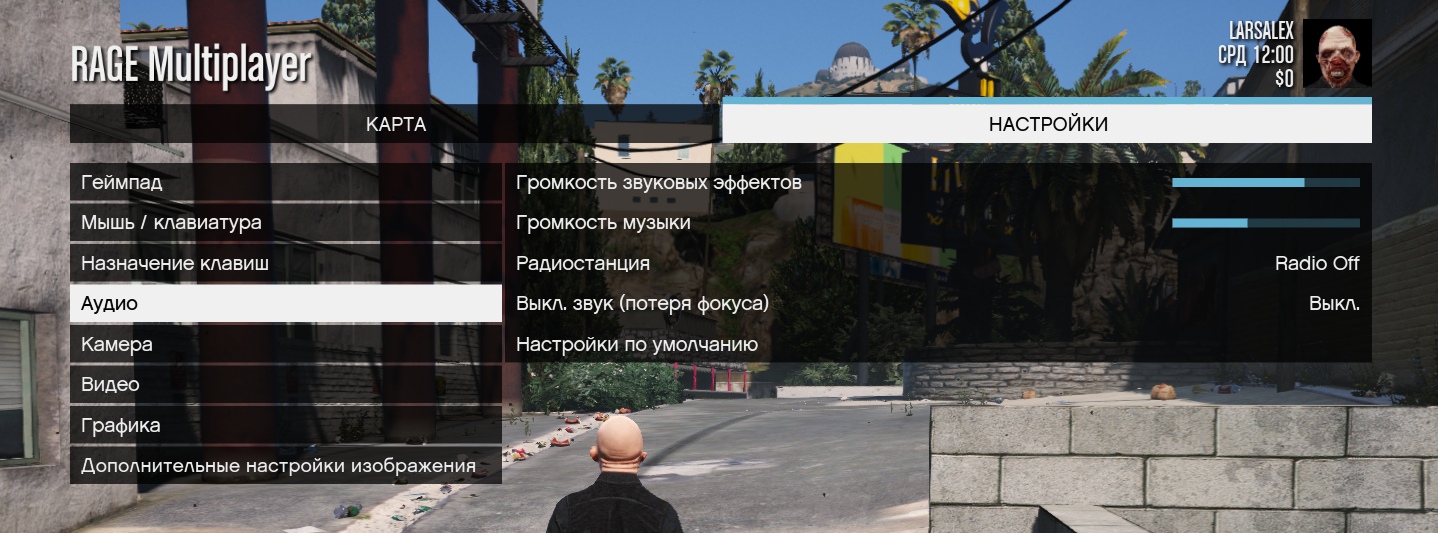 RAGE Multiplayer
LARSALEX
СРД 12:00
$0
КАРТА
НАСТРОЙКИ
Геймпад
Мышь / клавиатура
Назначение клавиш
Аудио
Камера
Видео
Графика
Дополнительные настройки изображения
Громкость звуковых эффектов
Громкость музыки
Радиостанция Radio Off
Выкл. звук (потеря фокуса) Выкл.
Настройки по умолчанию